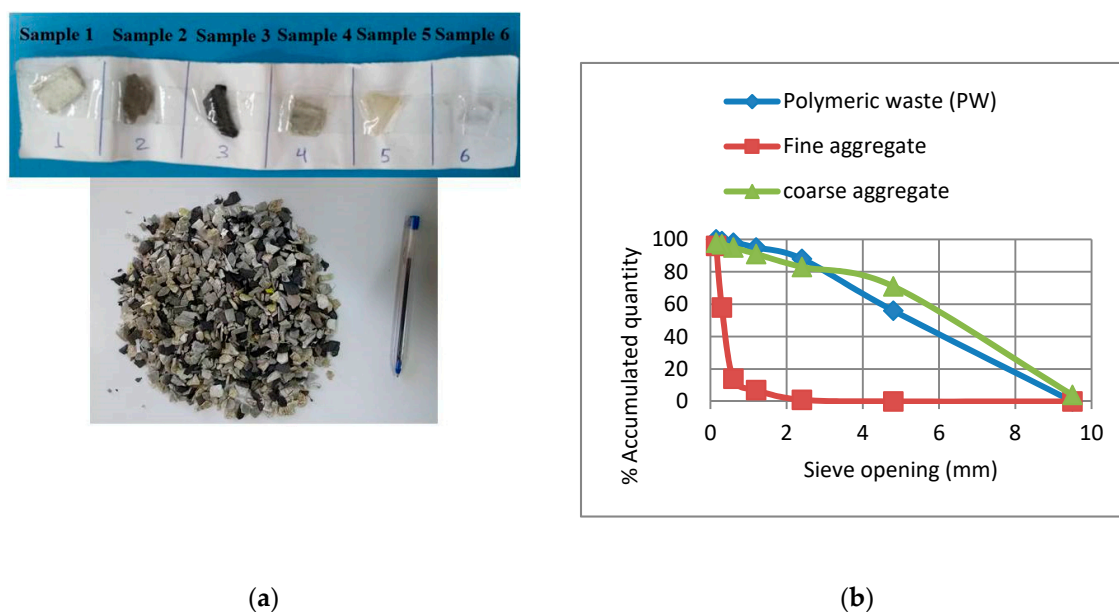 Sample 1 Sample 2 Sample 3 Sample 4 Sample 5 Sample 6
1 2 3 4 5 6
Polymeric waste (PW)
Fine aggregate
coarse aggregate
100
80
60
40
20
0
0 2 4 6 8 10
% Accumulated quantity
Sieve opening (mm)
(a) (b)